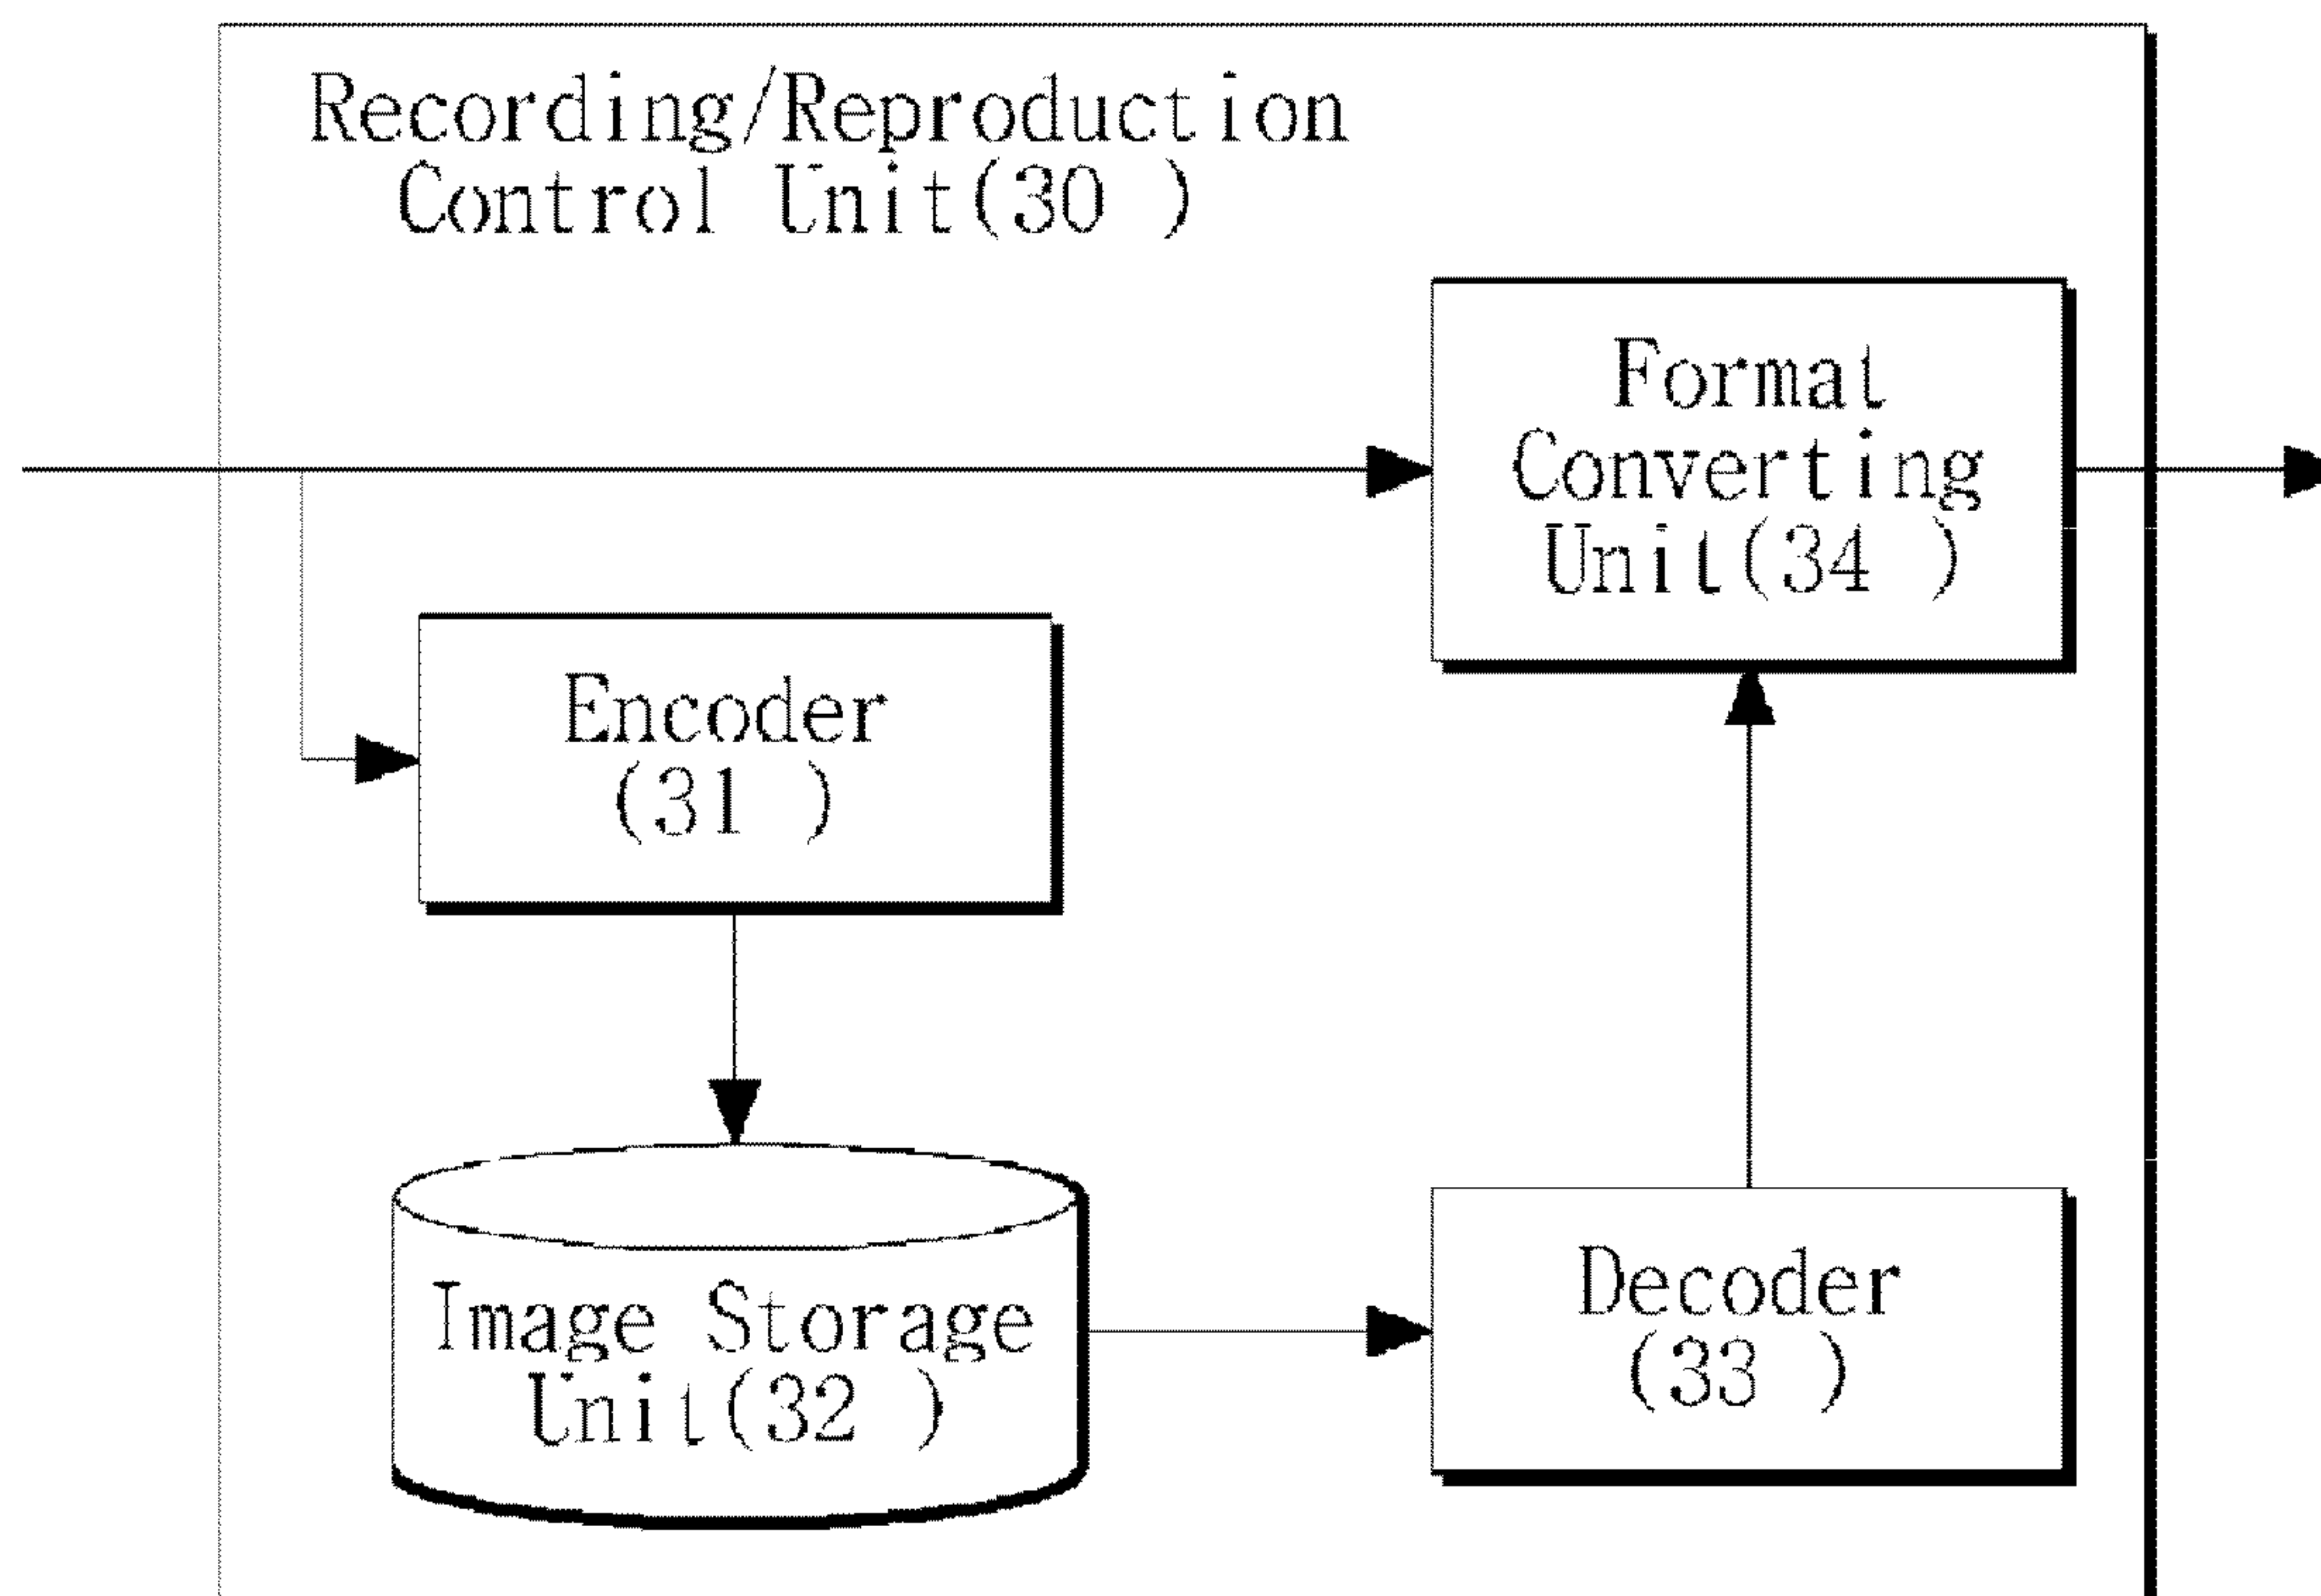 Recording/Reproduction
Control Unit(30 )
Format
Converting
Unit(34 )
Encoder
(31 )
Image Storage
Unit(32 )
Decoder
(33 )